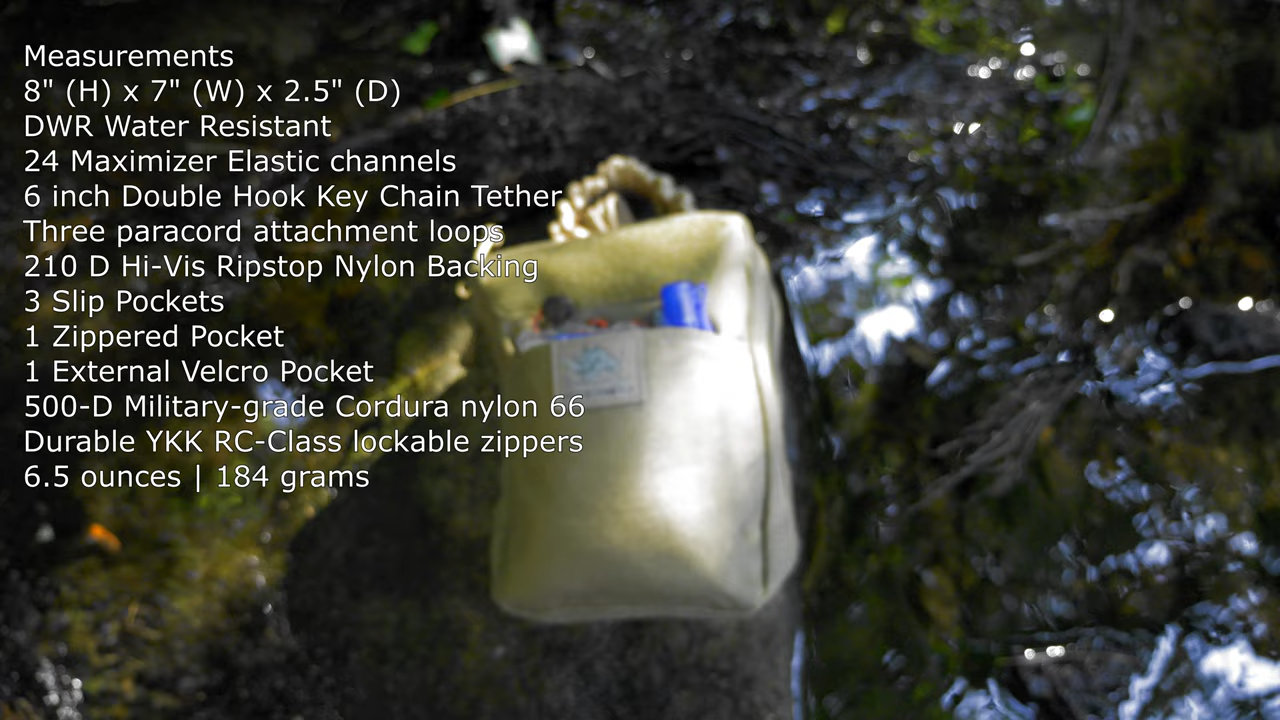 Measurements
8" (H) x 7" (W) x 2.5" (D)
DWR Water Resistant
24 Maximizer Elastic channels
6 inch Double Hook Key Chain Tether
Three paracord attachment loops
210 D Hi-Vis Ripstop Nylon Backing
3 Slip Pockets
1 Zippered Pocket
1 External Velcro Pocket
500-D Military-grade Cordura nylon 66
Durable YKK RC-Class lockable zippers
6.5 ounces | 184 grams